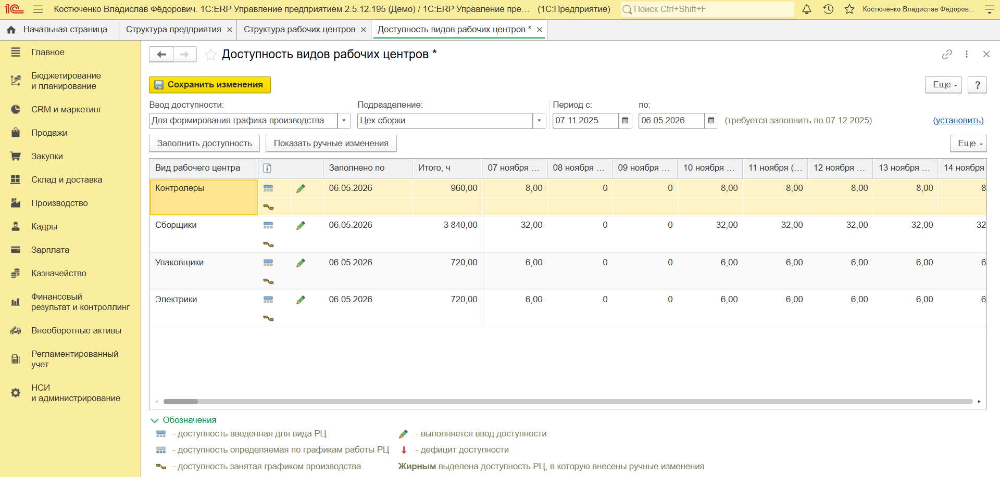 1С Костюченко Владислав Фёдорович. 1С:ERP Управление предприятием 2.5.12.195 (Демо) / 1С:ERP Управление пре… (1С:Предприятие) Поиск Ctrl+Shift+F Костюченко Владислав Фёдоров…
Начальная страница Структура предприятия × Структура рабочих центров × Доступность видов рабочих центров * ×
Главное
Бюджетирование
и планирование
CRM и маркетинг
Продажи
Закупки
Склад и доставка
Производство
Кадры
Зарплата
Казначейство
Финансовый
результат и контроллинг
Внеоборотные активы
Регламентированный
учет
НСИ
и администрирование
Доступность видов рабочих центров *
Сохранить изменения Еще ?
Ввод доступности: Подразделение: Период с: по:
Для формирования графика производства Цех сборки 07.11.2025 06.05.2026 (требуется заполнить по 07.12.2025) (установить)
Заполнить доступность Показать ручные изменения Еще
Вид рабочего центра Заполнено по Итого, ч 07 ноября … 08 ноября … 09 ноября … 10 ноября … 11 ноября (… 12 ноября … 13 ноября … 14 ноября
Контролеры 06.05.2026 960,00 8,00 0 0 8,00 8,00 8,00 8,00 8
Сборщики 06.05.2026 3 840,00 32,00 0 0 32,00 32,00 32,00 32,00 32
Упаковщики 06.05.2026 720,00 6,00 0 0 6,00 6,00 6,00 6,00 6
Электрики 06.05.2026 720,00 6,00 0 0 6,00 6,00 6,00 6,00 6
Обозначения
- доступность введенная для вида РЦ - выполняется ввод доступности
- доступность определяемая по графикам работы РЦ - дефицит доступности
- доступность занятая графиком производства Жирным выделена доступность РЦ, в которую внесены ручные изменения